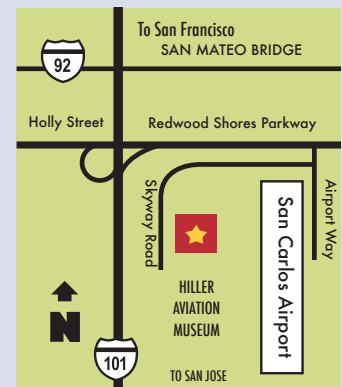 To San Francisco
SAN MATEO BRIDGE
92
Holly Street
Redwood Shores Parkway
Skyway Road
Airport Way
San Carlos Airport
HILLER
AVIATION
MUSEUM
N
101
TO SAN JOSE